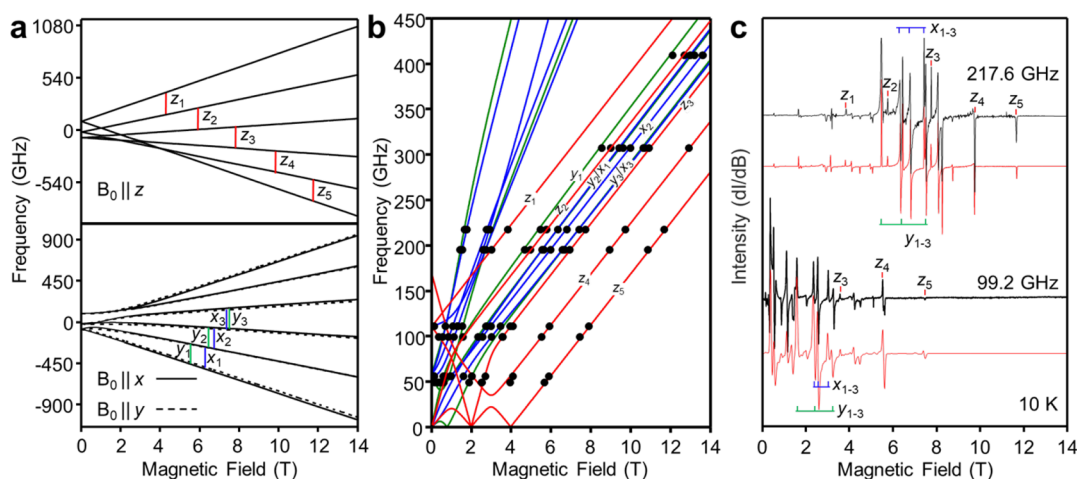 a
1080
540
0
-540
z1
z2
z3
z4
z5
B0 || z
900
450
0
-450
-900
x3
y3
y2
x2
y1
x1
B0 || x
B0 || y
Frequency (GHz)
0 2 4 6 8 10 12 14
Magnetic Field (T)
b
450
400
350
300
250
200
150
100
50
0
Frequency (GHz)
z3
x2
y1
y2/x1
y3/x3
z2
z1
z4
z5
0 2 4 6 8 10 12 14
Magnetic Field (T)
c
x1-3
217.6 GHz
z1
z2
z3
z4
z5
y1-3
99.2 GHz
z3
z4
z5
x1-3
y1-3
10 K
Intensity (dI/dB)
0 2 4 6 8 10 12 14
Magnetic Field (T)